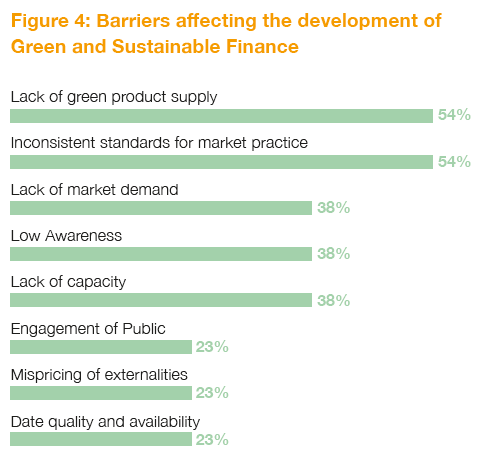 Figure 4: Barriers affecting the development of
Green and Sustainable Finance
Lack of green product supply
54%
Inconsistent standards for market practice
54%
Lack of market demand
38%
Low Awareness
38%
Lack of capacity
38%
Engagement of Public
23%
Mispricing of externalities
23%
Date quality and availability
23%